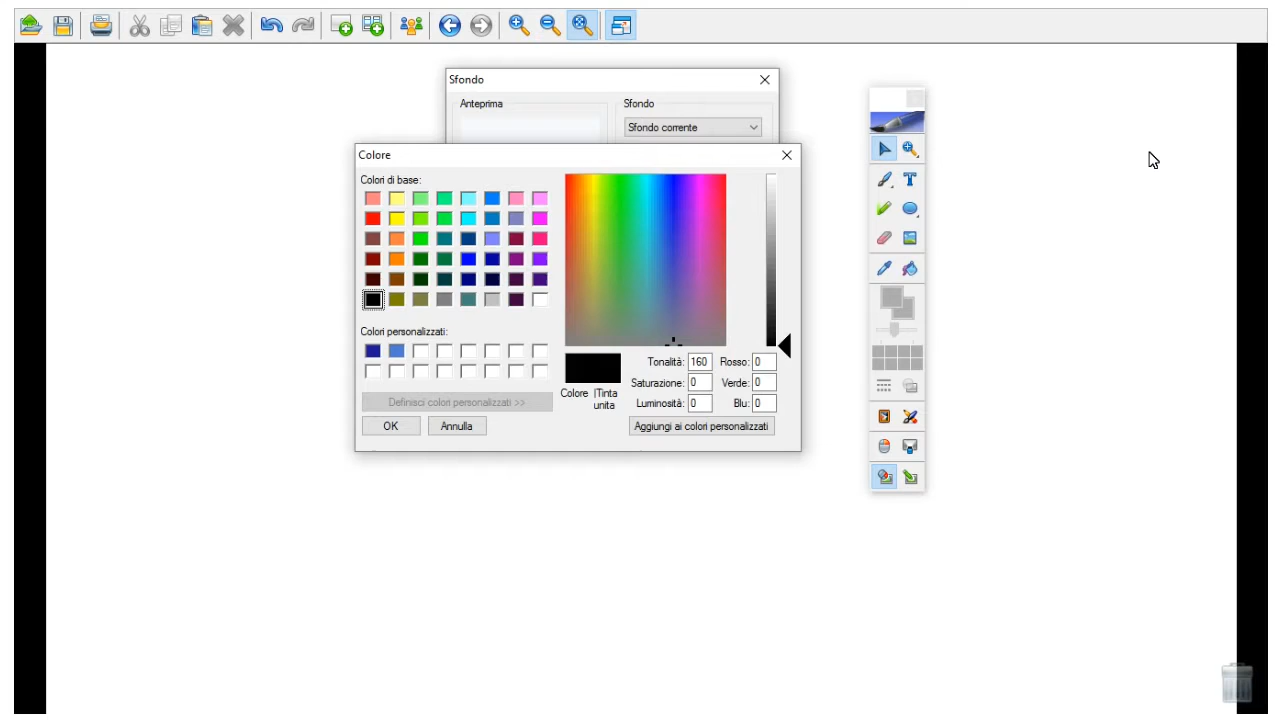 Sfondo
Anteprima
Sfondo
Sfondo corrente
Colore
Colori di base:
Colori personalizzati:
Definisci colori personalizzati >>
OK
Annulla
Colore |Tinta
unita
Tonalità: 160
Saturazione: 0
Luminosità: 0
Rosso: 0
Verde: 0
Blu: 0
Aggiungi ai colori personalizzati
T